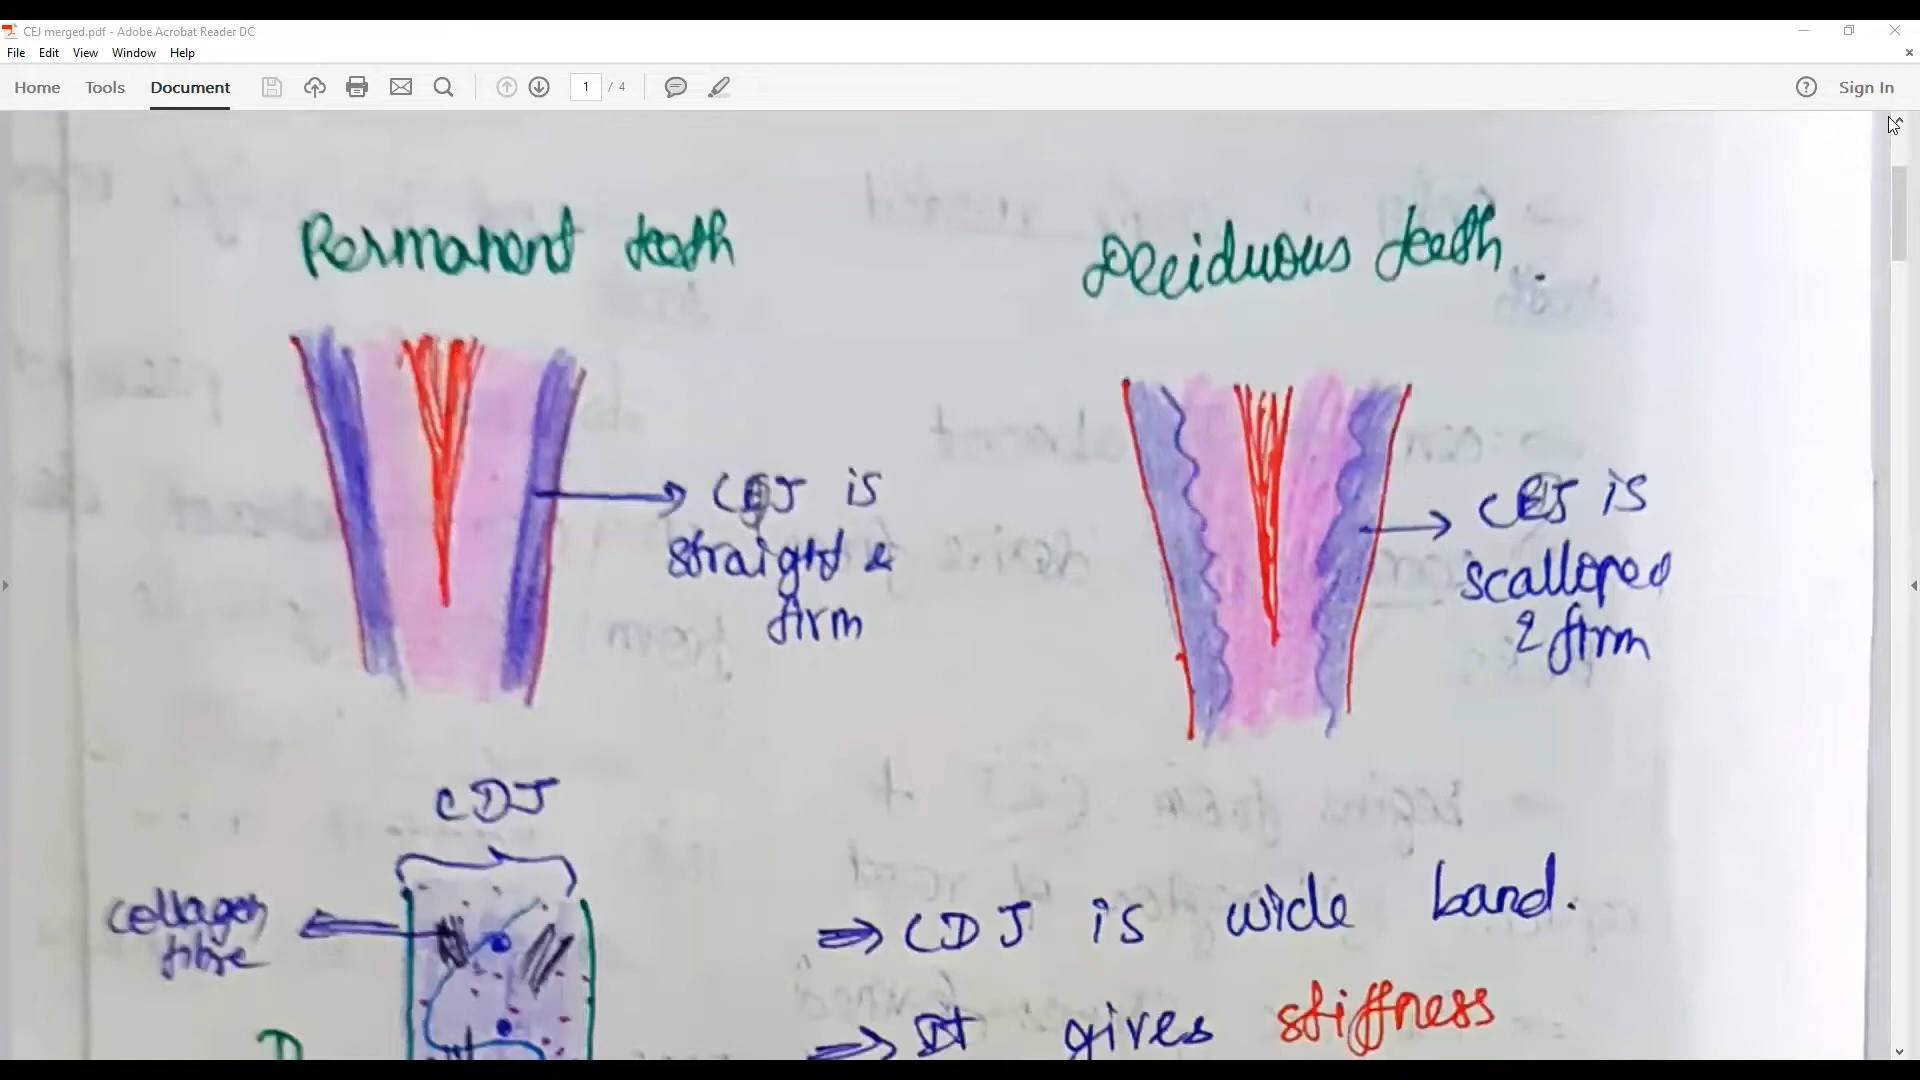 CEJ merged.pdf - Adobe Acrobat Reader DC
File Edit View Window Help
Home Tools Document 1 / 4 Sign In
Permanent teeth
Deciduous teeth.
is
straight &
firm
is
scalloped
& firm
CDJ
collagen
fibre
⇒ CDJ is wide band.
⇒ It gives stiffness
D